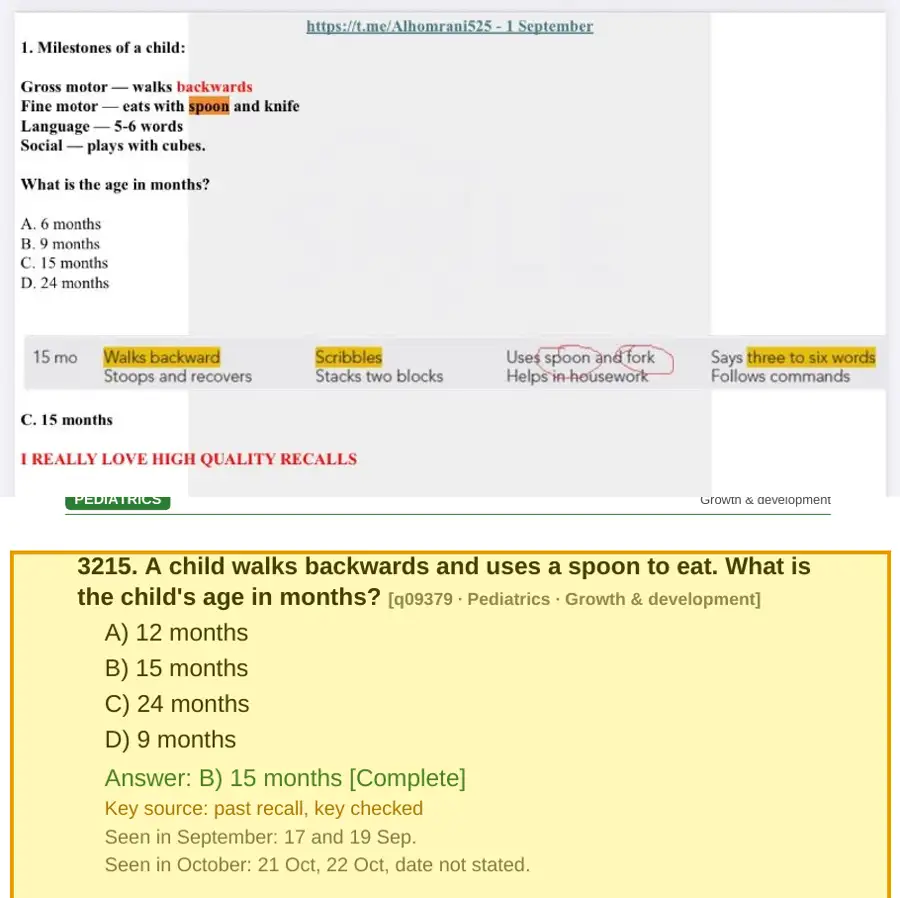 https://t.me/Alhomrani525 - 1 September
1. Milestones of a child:
Gross motor — walks backwards
Fine motor — eats with spoon and knife
Language — 5-6 words
Social — plays with cubes.
What is the age in months?
A. 6 months
B. 9 months
C. 15 months
D. 24 months
15 mo Walks backward Scribbles Uses spoon and fork Says three to six words
Stoops and recovers Stacks two blocks Helps in housework Follows commands
C. 15 months
I REALLY LOVE HIGH QUALITY RECALLS
PEDIATRICS Growth & development
3215. A child walks backwards and uses a spoon to eat. What is
the child's age in months? [q09379 · Pediatrics · Growth & development]
A) 12 months
B) 15 months
C) 24 months
D) 9 months
Answer: B) 15 months [Complete]
Key source: past recall, key checked
Seen in September: 17 and 19 Sep.
Seen in October: 21 Oct, 22 Oct, date not stated.